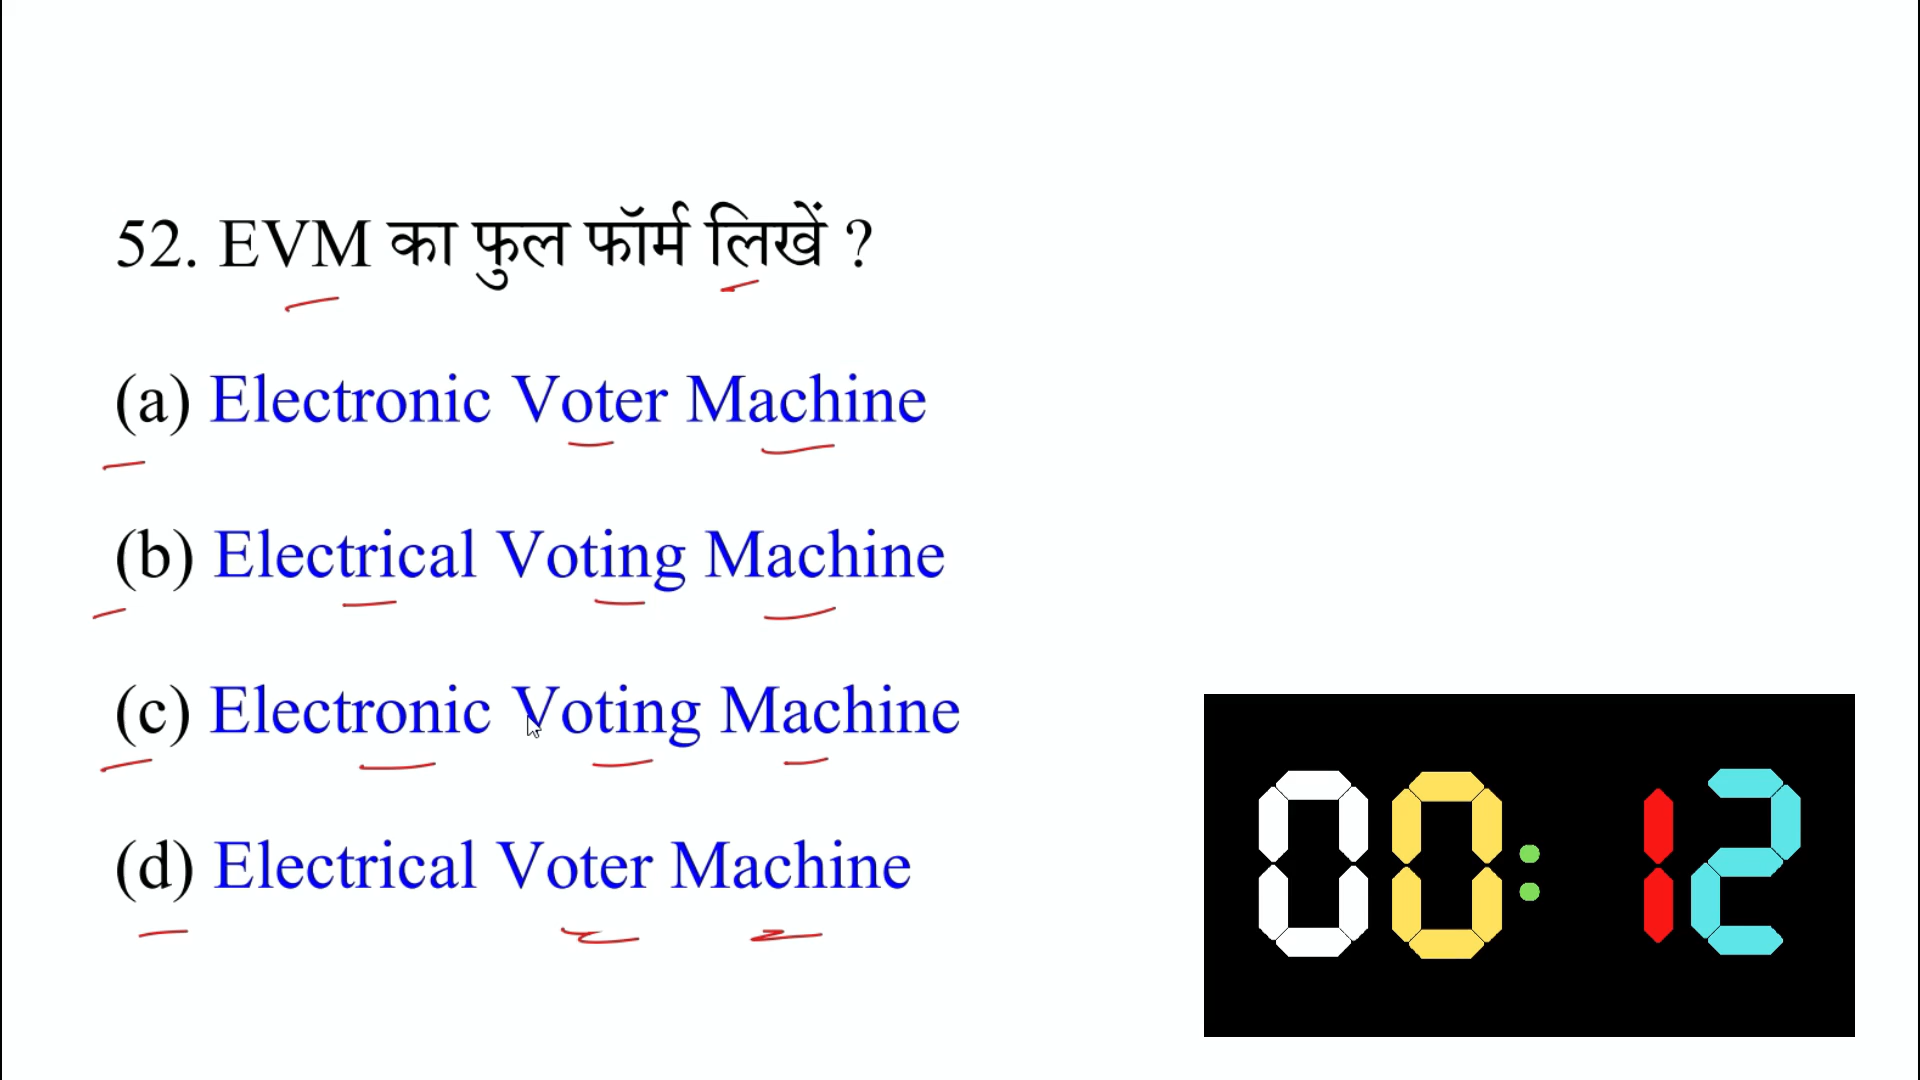 52. EVM का फुल फॉर्म लिखें ?
(a) Electronic Voter Machine
(b) Electrical Voting Machine
(c) Electronic Voting Machine
(d) Electrical Voter Machine
00:12